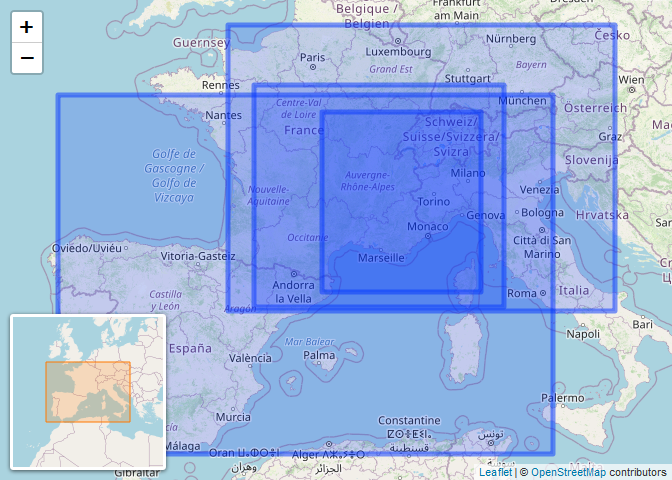 +
−
Guernsey
Belgique /
Belgien
Frankfurt
am Main
Česko
Paris
Luxembourg
Nürnberg
Grand Est
Bayern
Stuttgart
Wien
Rennes
München
Österreich
Nantes
Centre-Val
de Loire
France
Schweiz/
Suisse/Svizzera/
Svizra
Graz
Golfe de
Gascogne /
Golfo de
Vizcaya
Slovenija
Auvergne-
Rhône-Alpes
Milano
Nouvelle-
Aquitaine
Torino
Venezia
Genova
Bologna
Hrvatska
Monaco
Oviedo/Uviéu
Occitanie
Città di San
Marino
Vitoria-Gasteiz
Marseille
Andorra
la Vella
Castilla
y León
Aragón
Roma
Italia
España
Mar Balear
Palma
València
Napoli
Bari
Murcia
Palermo
Málaga
Constantine
ⵇⵙⴻⵏⵟⵉⵏⴰ
قسنطينة
تونس
Oran
وهران
Alger
الجزائر
Gibraltar
Malta
Leaflet | © OpenStreetMap contributors